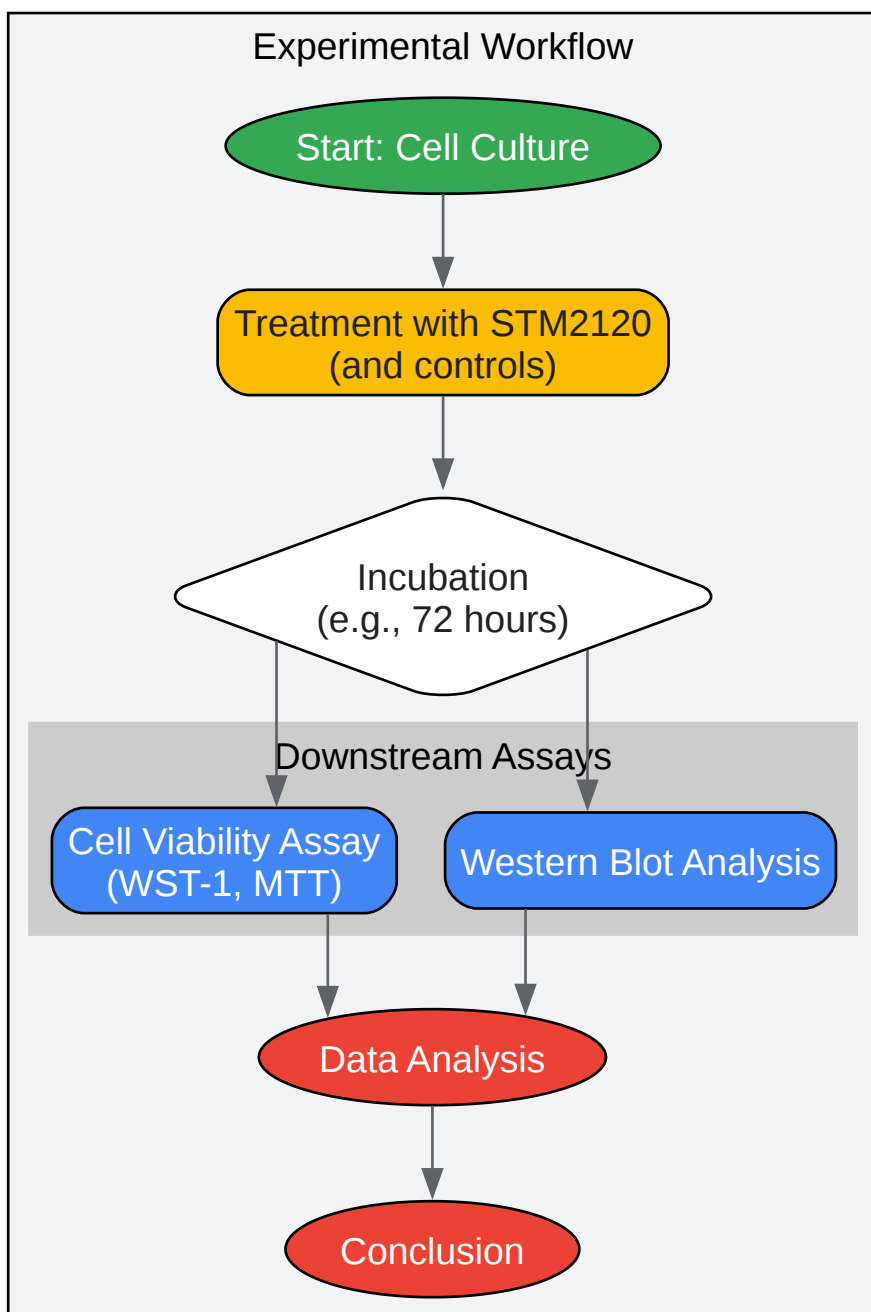 Experimental Workflow
Start: Cell Culture
Treatment with STM2120
(and controls)
Incubation
(e.g., 72 hours)
Downstream Assays
Cell Viability Assay
(WST-1, MTT)
Western Blot Analysis
Data Analysis
Conclusion